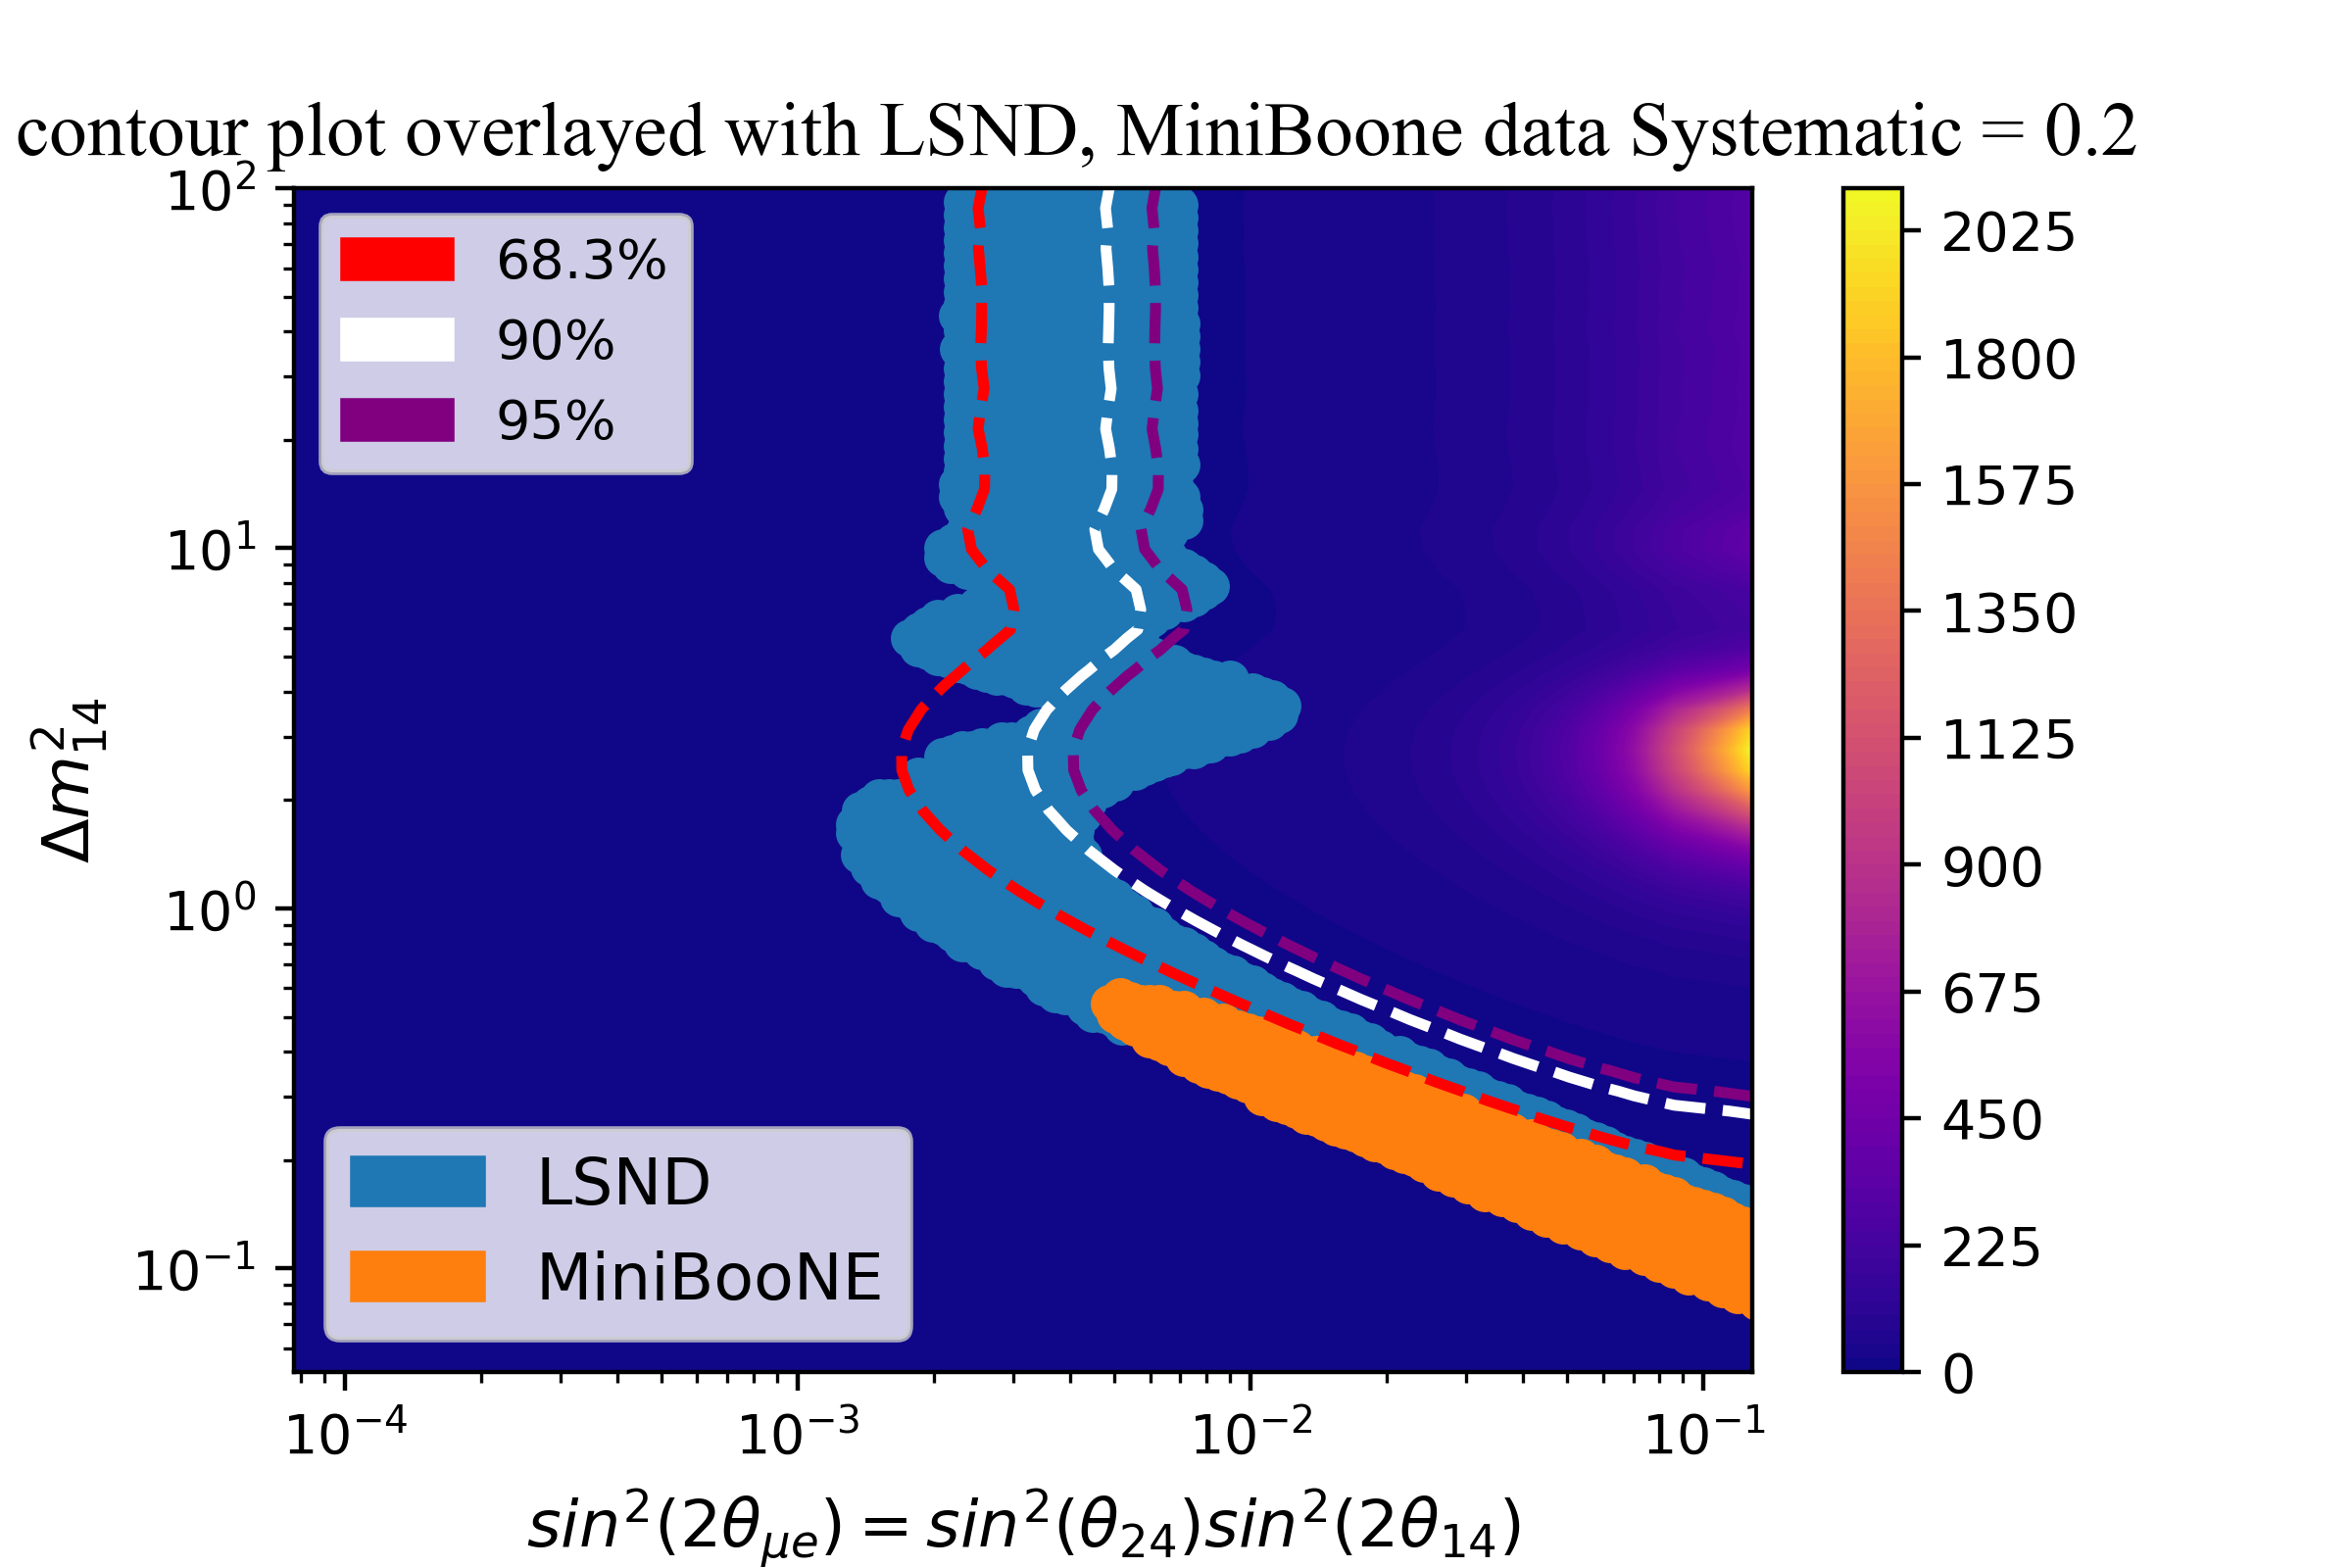 contour plot overlayed with LSND, MiniBoone data Systematic = 0.2
68.3%
90%
95%
LSND
MiniBooNE
10²
10¹
10⁰
10⁻¹
Δm²₁₄
10⁻⁴ 10⁻³ 10⁻² 10⁻¹
sin²(2θ_μe) = sin²(θ₂₄)sin²(2θ₁₄)
2025
1800
1575
1350
1125
900
675
450
225
0